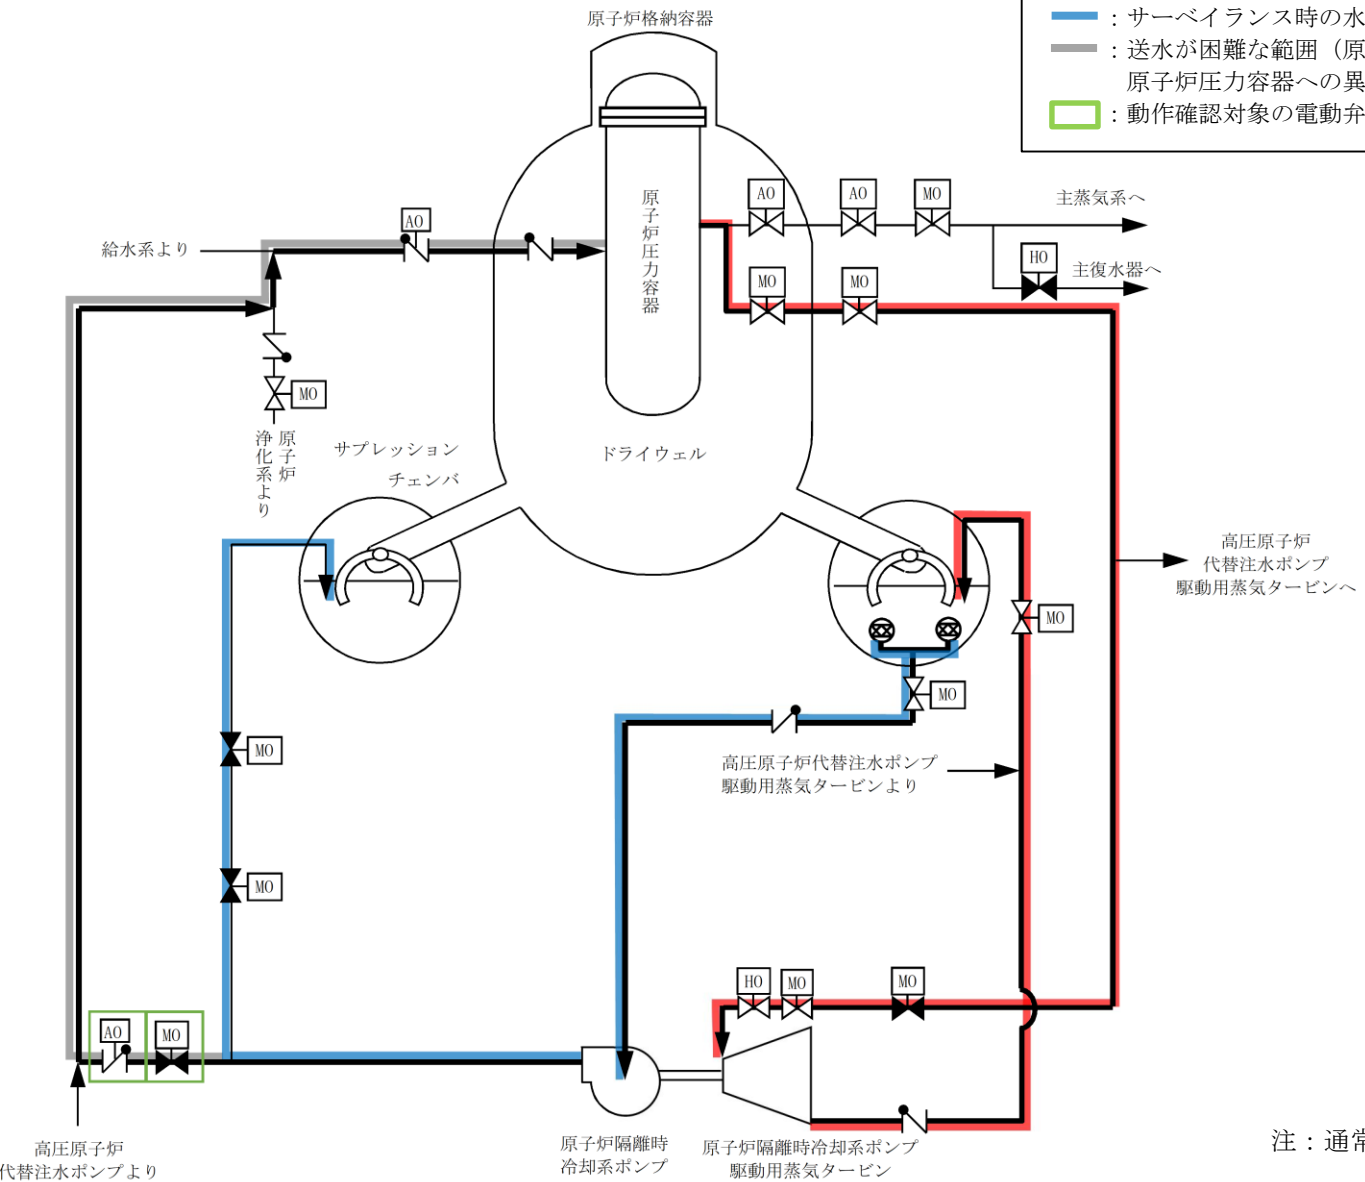 原子炉格納容器
：サーベイランス時の水
：送水が困難な範囲（原
原子炉圧力容器への異
：動作確認対象の電動弁
原子炉圧力容器
AO
AO
MO
主蒸気系へ
AO
給水系より
HO
主復水器へ
MO
MO
MO
原子炉
浄化系より
サプレッション
チェンバ
ドライウェル
高圧原子炉
代替注水ポンプ
駆動用蒸気タービンへ
MO
MO
MO
高圧原子炉代替注水ポンプ
駆動用蒸気タービンより
MO
HO
MO
MO
AO
MO
原子炉隔離時
冷却系ポンプ
原子炉隔離時冷却系ポンプ
駆動用蒸気タービン
高圧原子炉
代替注水ポンプより
注：通常